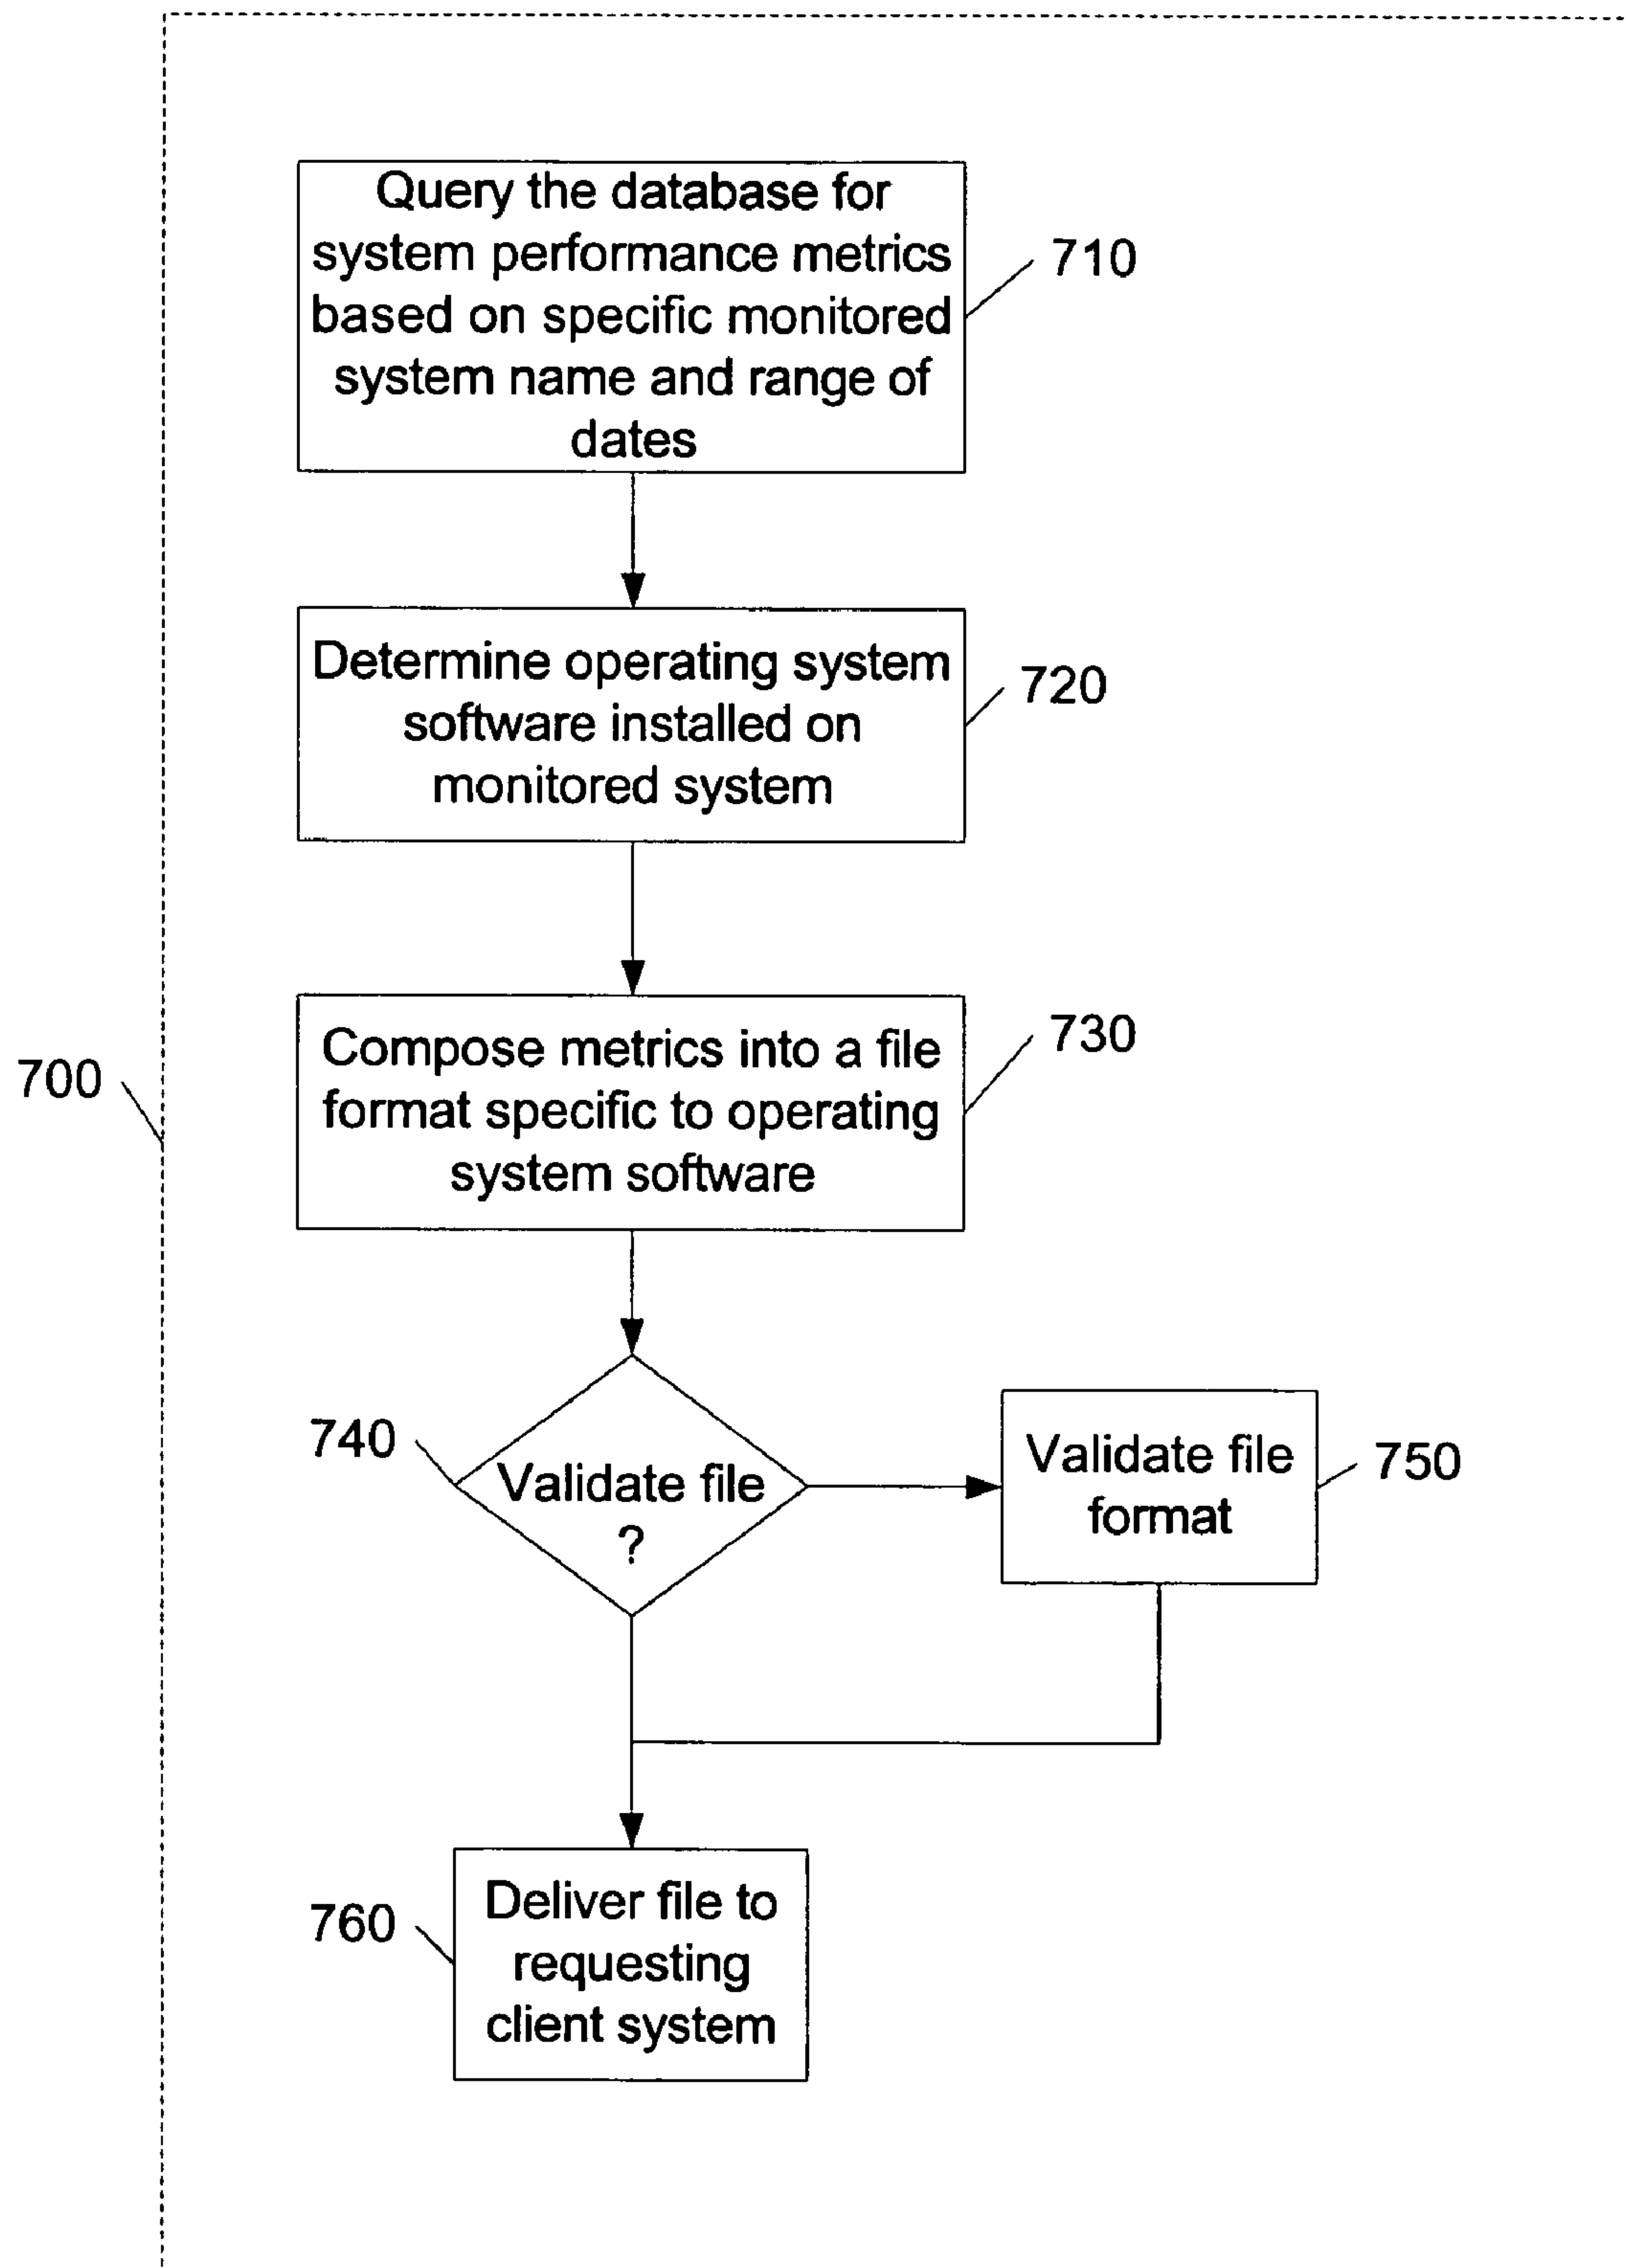 Query the database for
system performance metrics
based on specific monitored
system name and range of
dates
710
Determine operating system
software installed on
monitored system
720
Compose metrics into a file
format specific to operating
system software
730
700
740
Validate file
?
Validate file
format
750
760
Deliver file to
requesting
client system